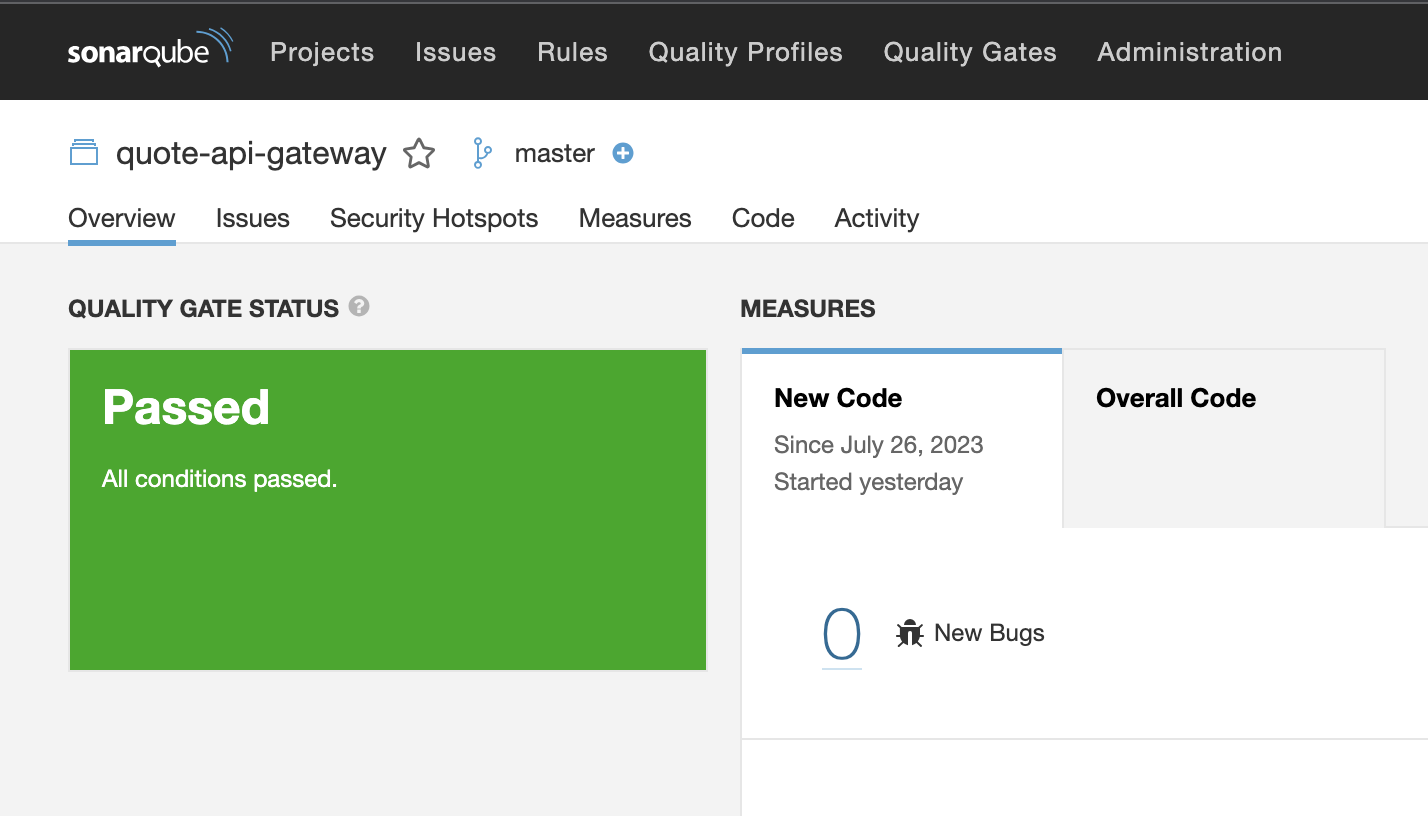 sonarqube Projects Issues Rules Quality Profiles Quality Gates Administration
quote-api-gateway master
Overview Issues Security Hotspots Measures Code Activity
QUALITY GATE STATUS ?
Passed
All conditions passed.
MEASURES
New Code
Since July 26, 2023
Started yesterday
Overall Code
0 New Bugs